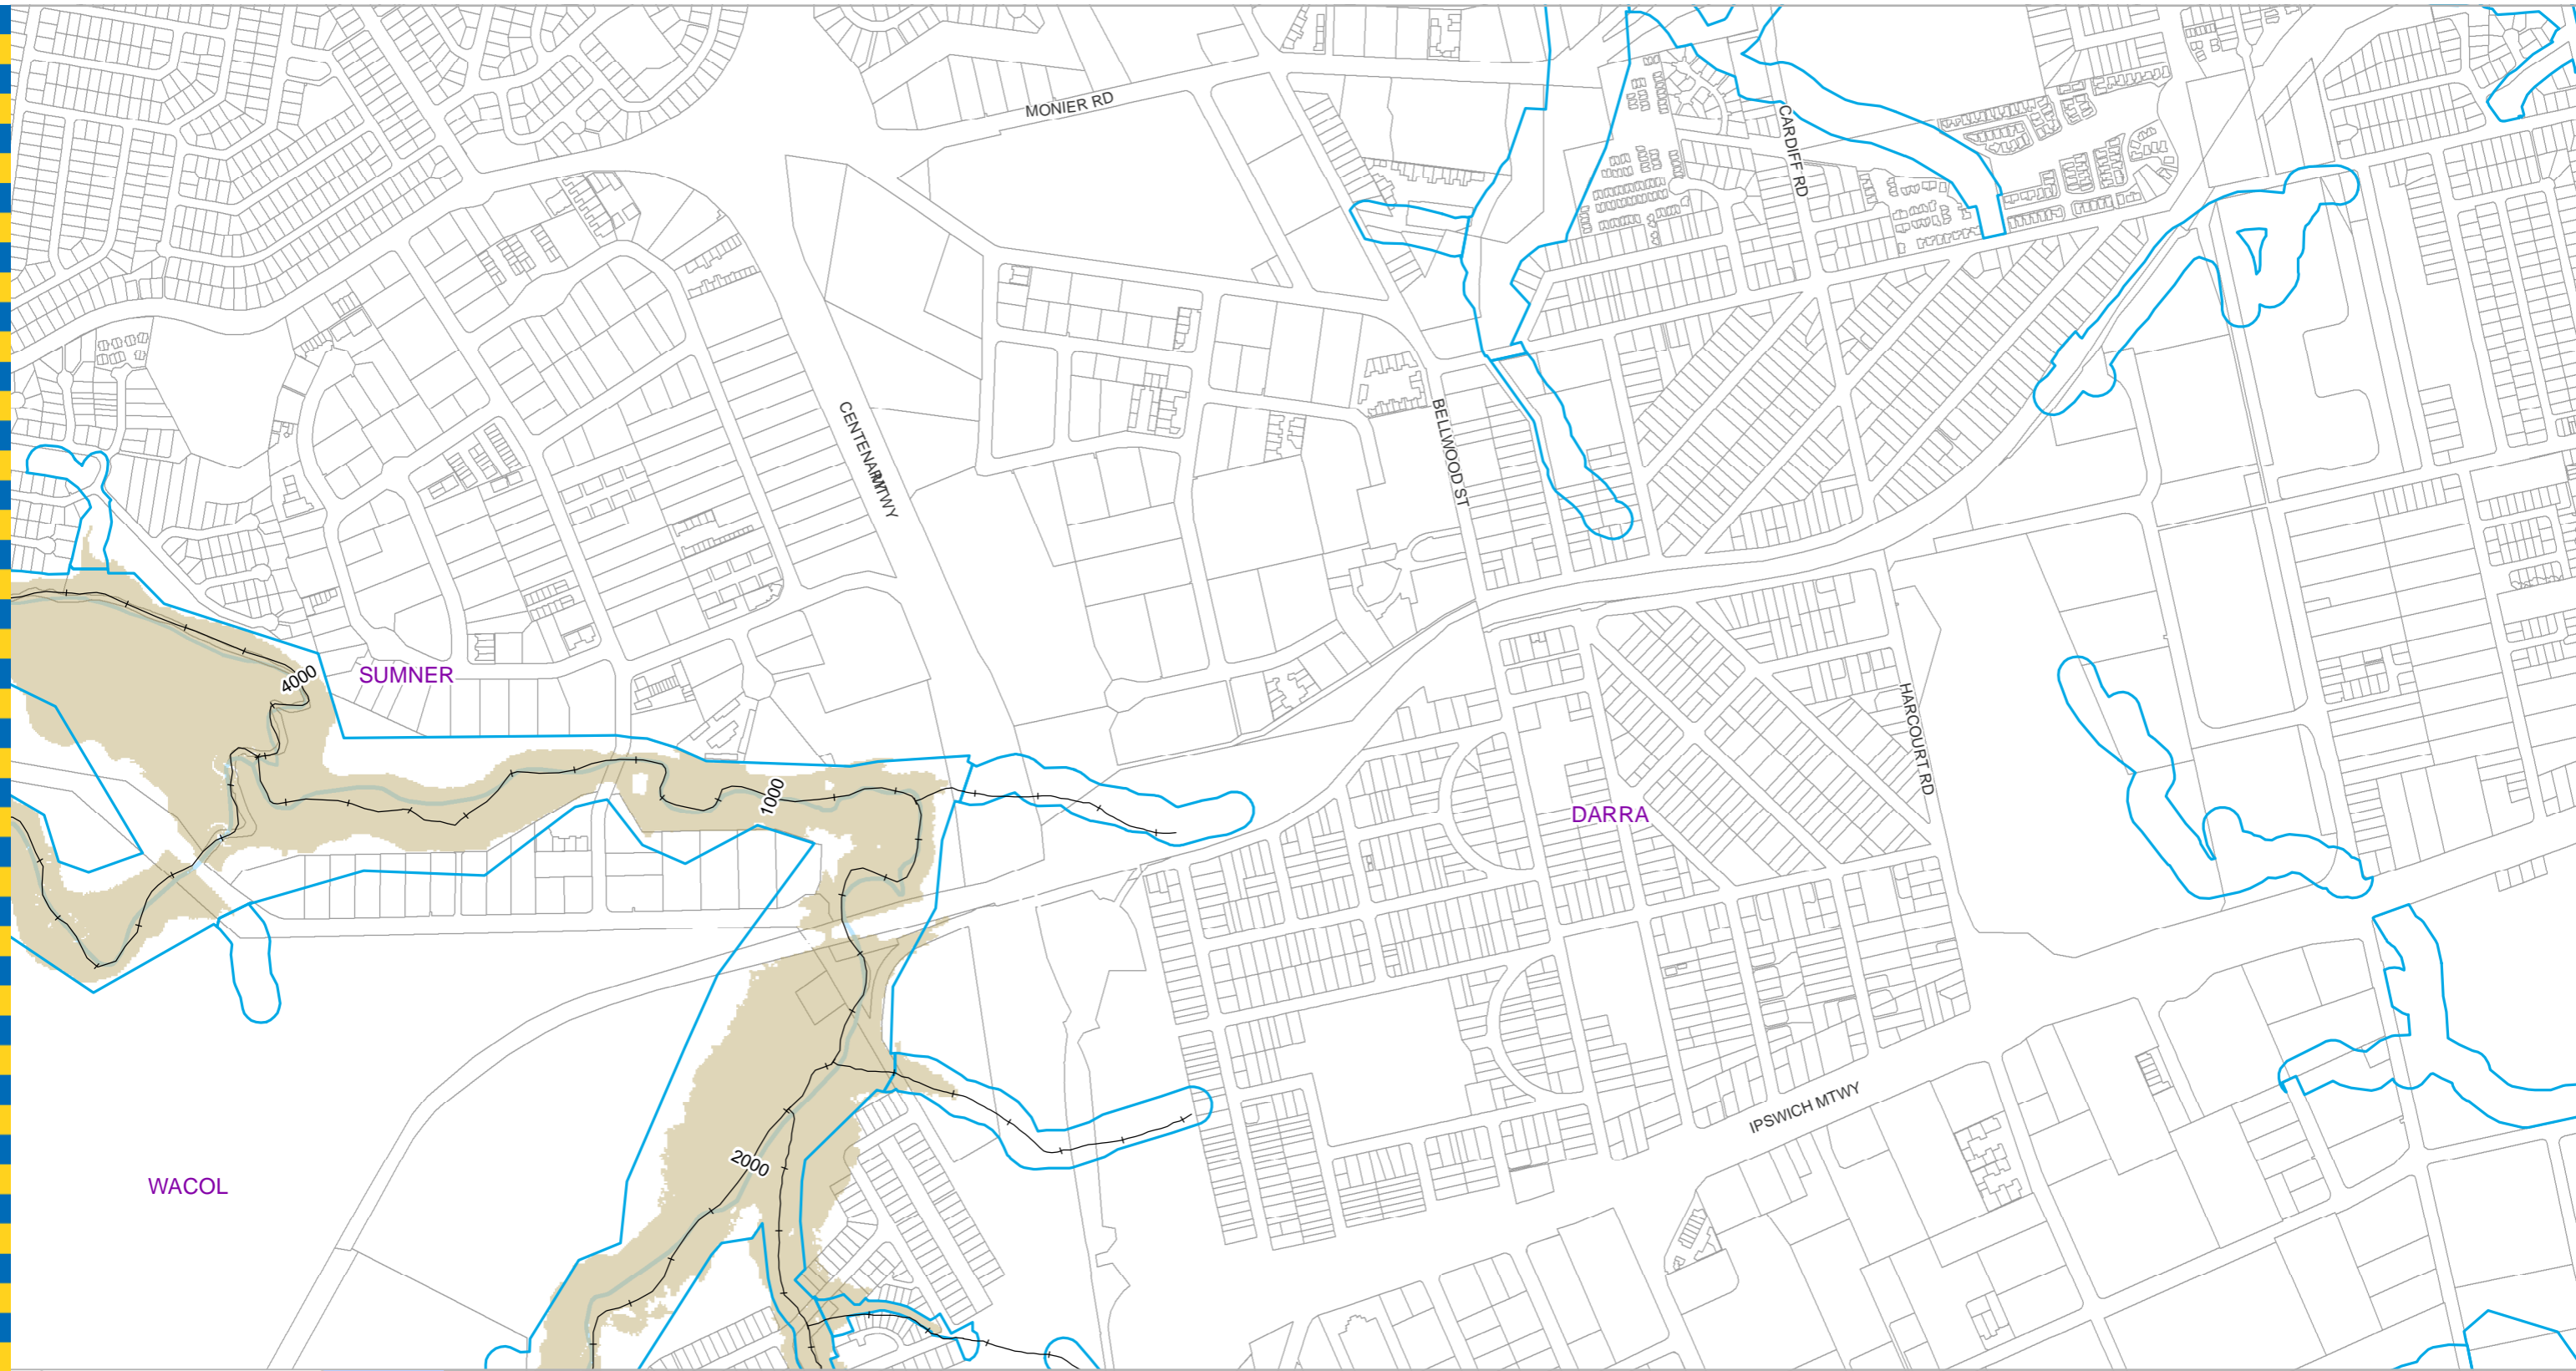 MONIER RD
CARDIFF RD
CENTENARY MTWY
BELLWOOD ST
4000
SUMNER
HARCOURT RD
1000
DARRA
IPSWICH MTWY
2000
WACOL